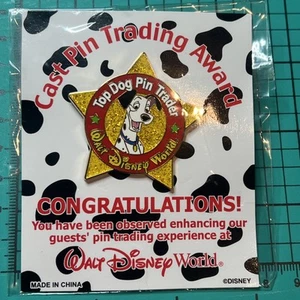 Cast Pin Trading Award
Top Dog Pin Trader
Walt Disney World
CONGRATULATIONS!
You have been observed enhancing our
guests' pin trading experience at
Walt Disney World®
MADE IN CHINA
©DISNEY